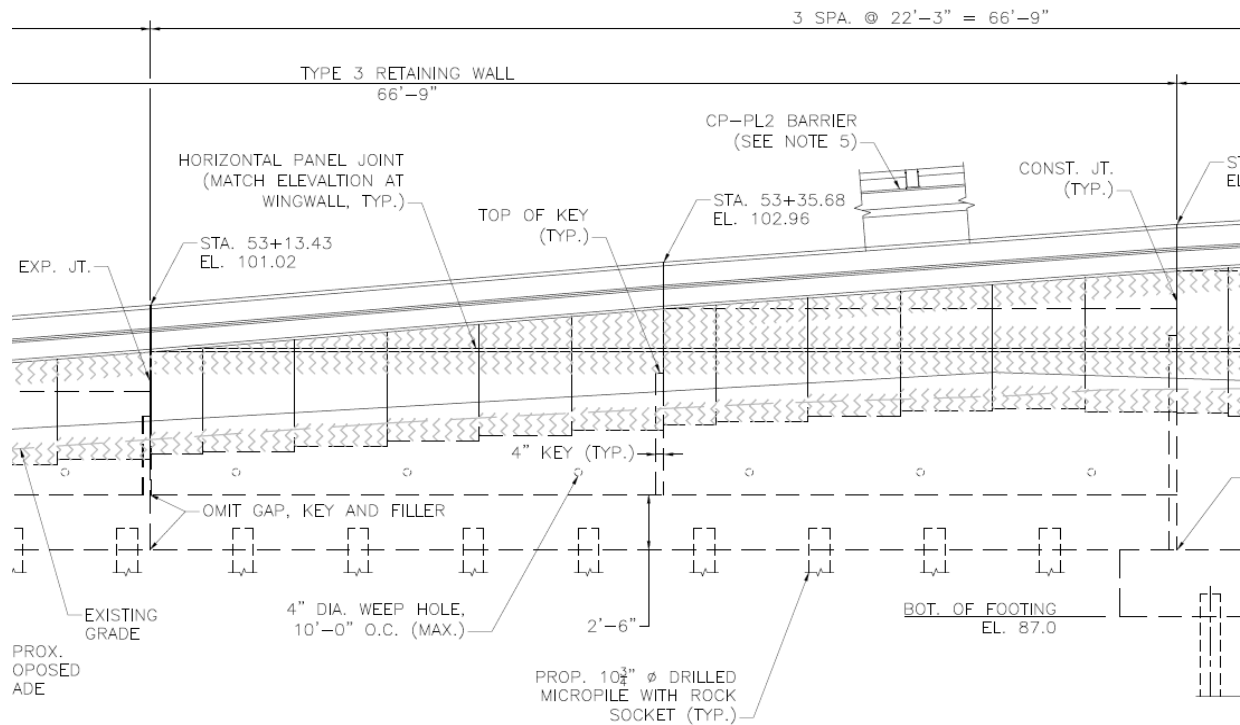 3 SPA. @ 22'-3" = 66'-9"
TYPE 3 RETAINING WALL
66'-9"
CP-PL2 BARRIER
(SEE NOTE 5)
HORIZONTAL PANEL JOINT
(MATCH ELEVALTION AT
WINGWALL, TYP.)
CONST. JT.
(TYP.)
ST
EL
TOP OF KEY
(TYP.)
STA. 53+35.68
EL. 102.96
STA. 53+13.43
EL. 101.02
EXP. JT.
4" KEY (TYP.)
OMIT GAP, KEY AND FILLER
EXISTING
GRADE
4" DIA. WEEP HOLE,
10'-0" O.C. (MAX.)
2'-6"
BOT. OF FOOTING
EL. 87.0
PROX.
OPOSED
ADE
PROP. 10¾" ø DRILLED
MICROPILE WITH ROCK
SOCKET (TYP.)